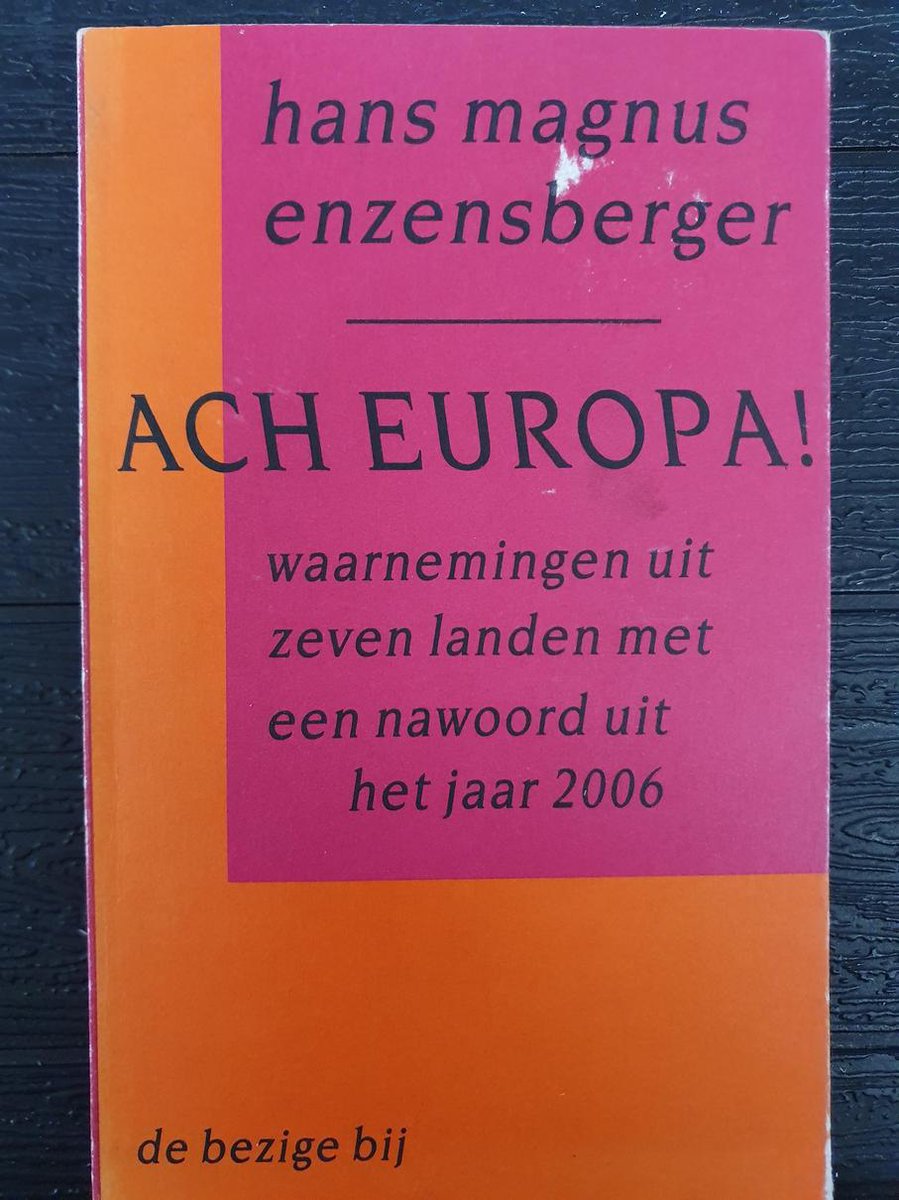 hans magnus
enzensberger
ACH EUROPA!
waarnemingen uit
zeven landen met
een nawoord uit
het jaar 2006
de bezige bij